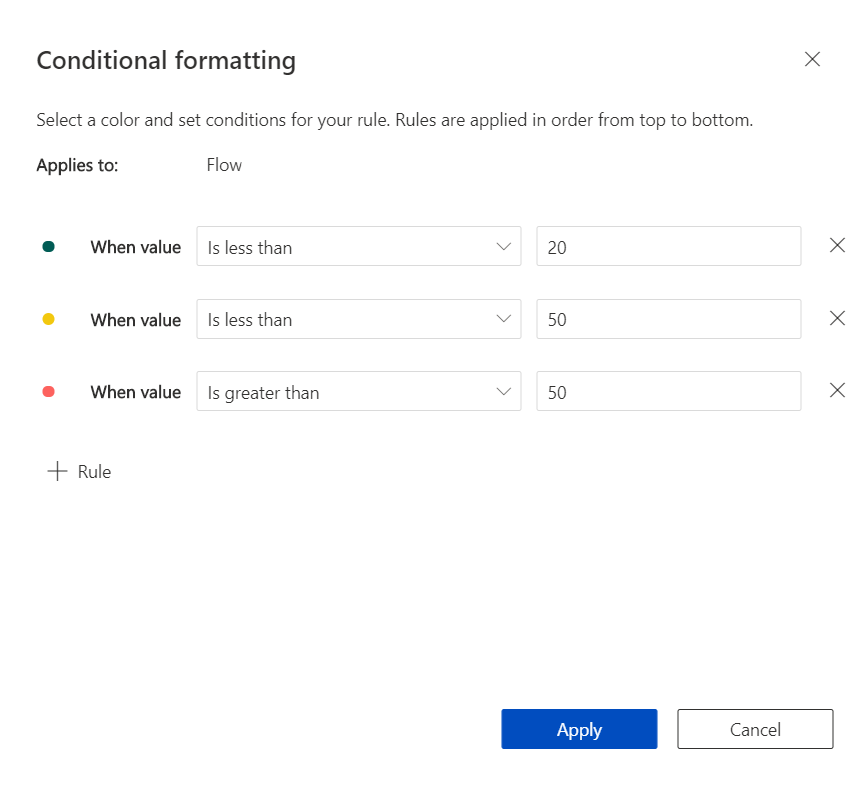 Conditional formatting
Select a color and set conditions for your rule. Rules are applied in order from top to bottom.
Applies to: Flow
When value Is less than 20
When value Is less than 50
When value Is greater than 50
Rule
Apply Cancel